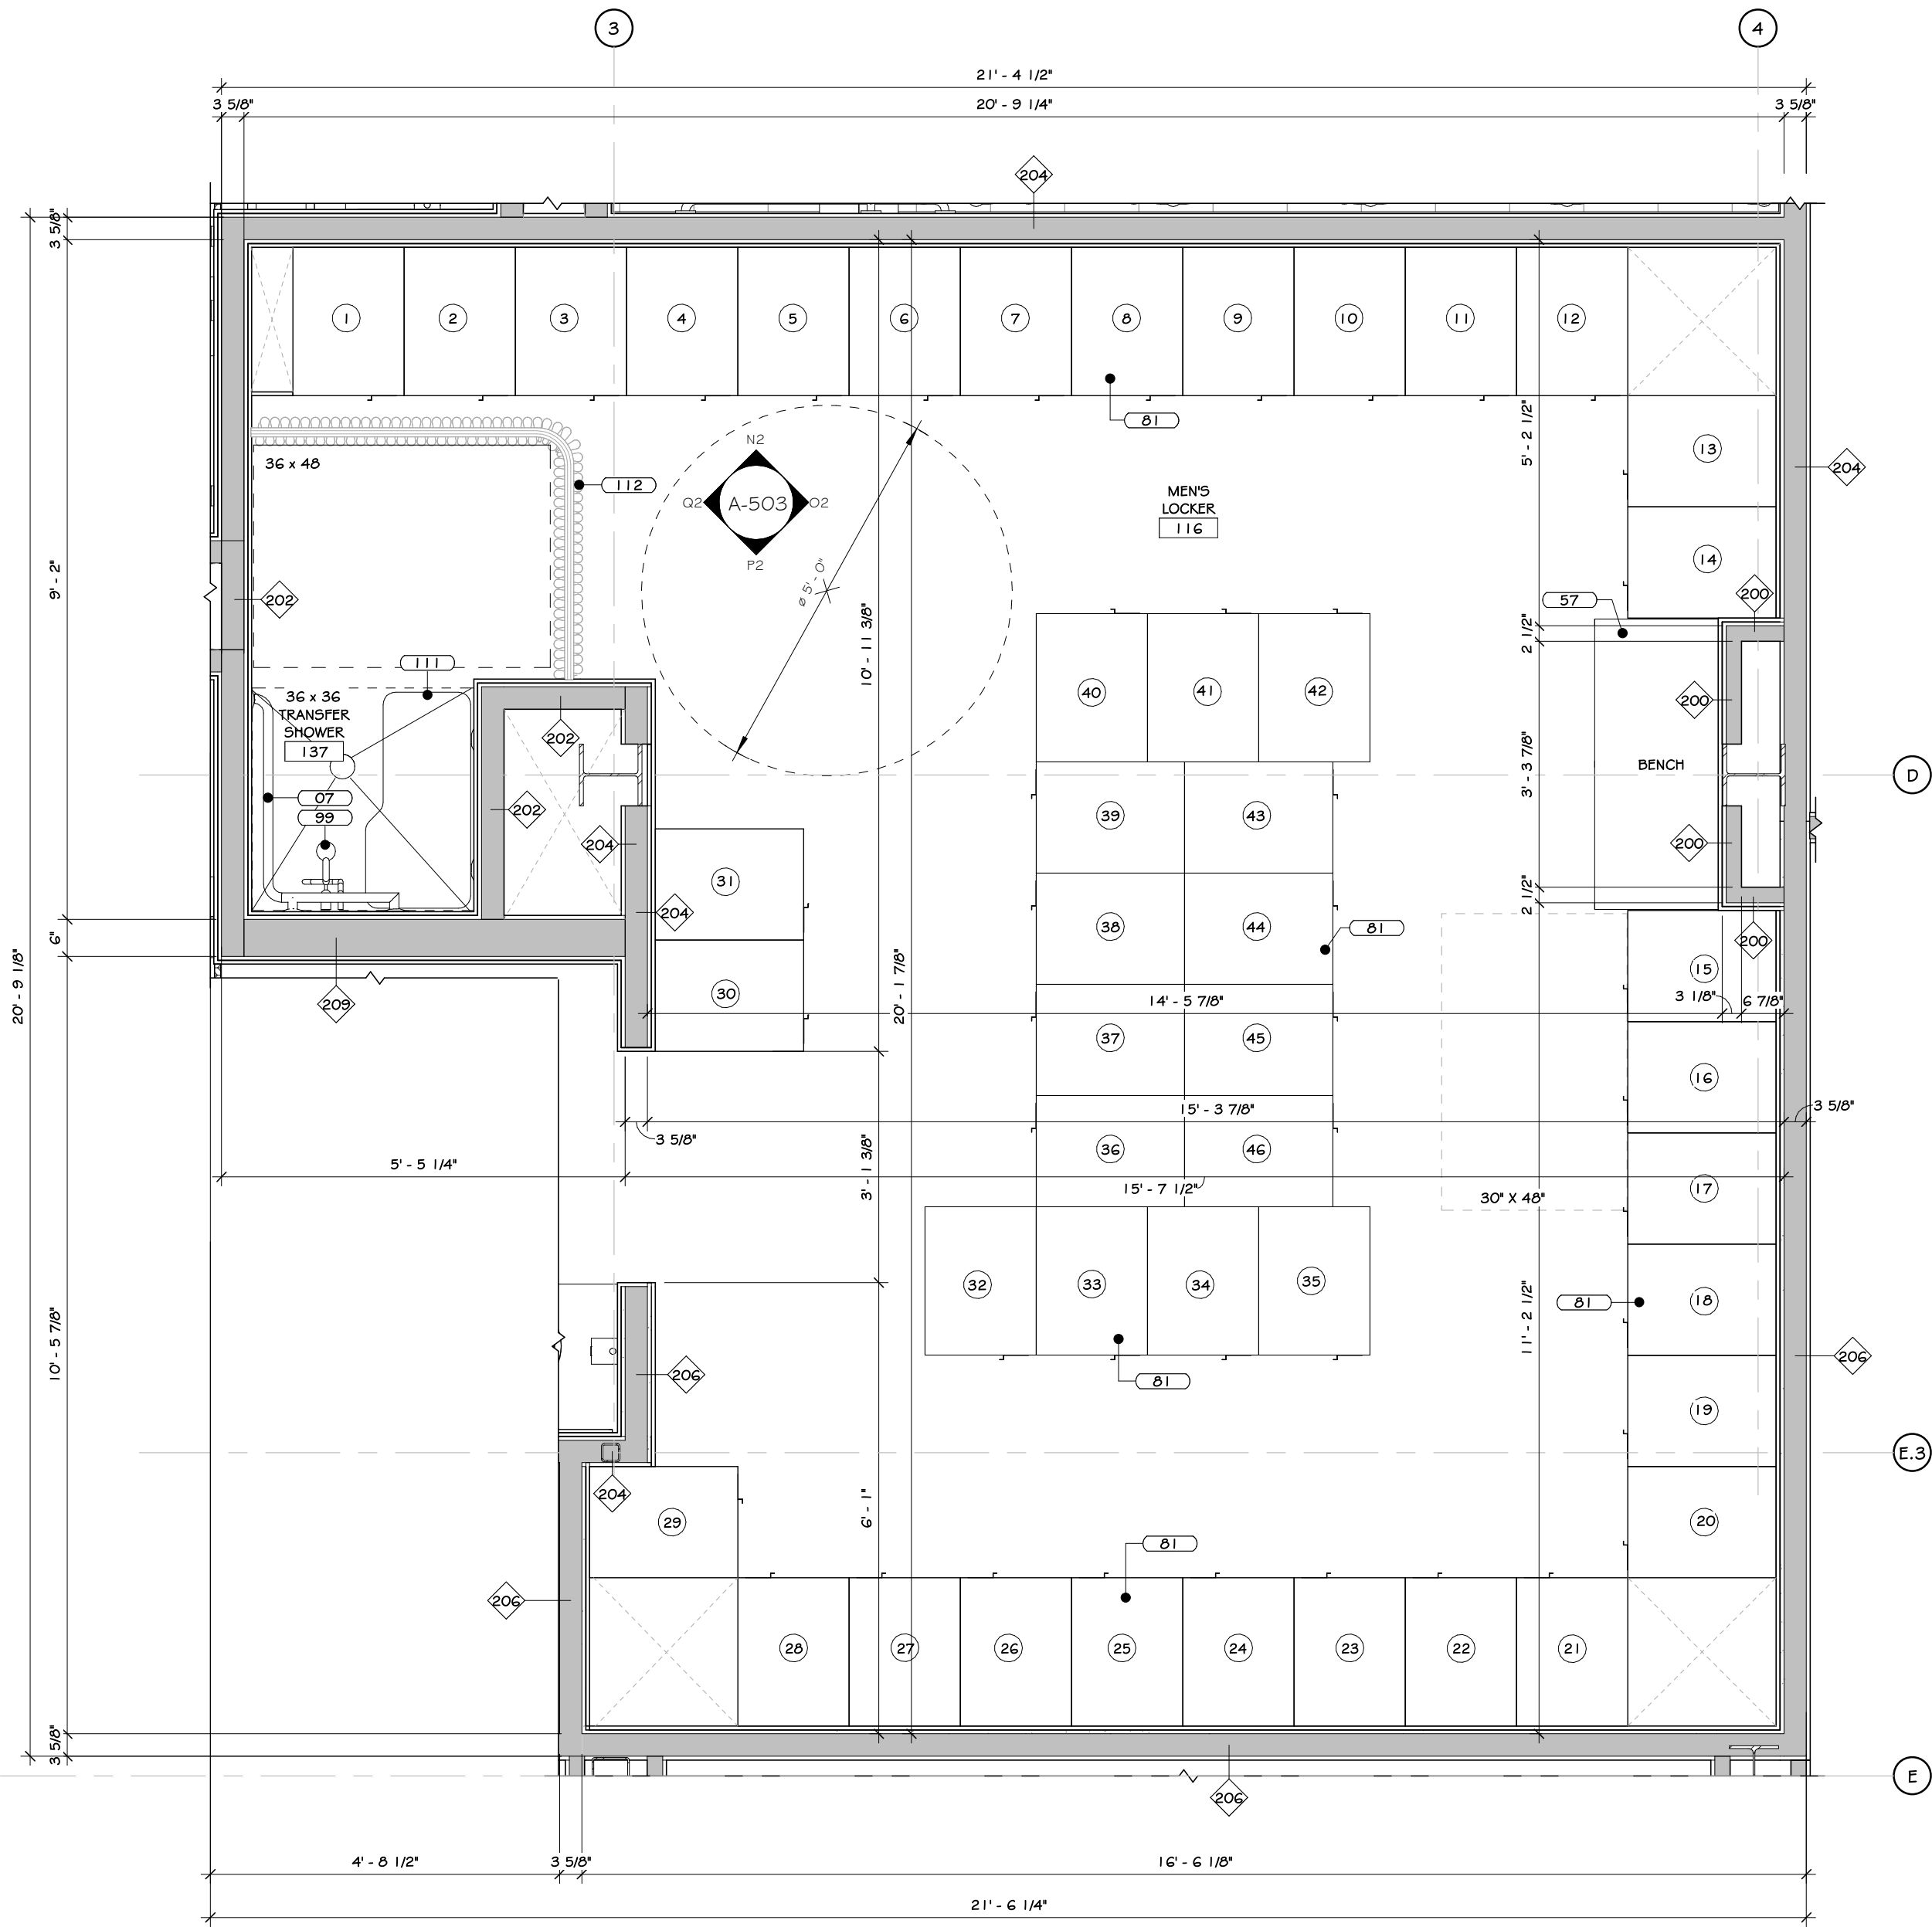 3
4
21' - 4 1/2"
3 5/8"
20' - 9 1/4"
3 5/8"
204
3 5/8"
1
2
3
4
5
6
7
8
9
10
11
12
81
36 x 48
112
N2
Q2
A-503
O2
P2
ø 5' - 0"
MEN'S
LOCKER
116
5' - 2 1/2"
13
204
14
9' - 2"
202
57
200
2 1/2"
10' - 11 3/8"
111
36 x 36
TRANSFER
SHOWER
137
202
40
41
42
200
3' - 3 7/8"
BENCH
D
07
99
202
204
39
43
200
31
204
38
44
81
2 1/2"
200
6"
20' - 9 1/8"
209
30
20' - 1 7/8"
14' - 5 7/8"
15
3 1/8"
6 7/8"
37
45
16
15' - 3 7/8"
3 5/8"
3 5/8"
36
46
5' - 5 1/4"
3' - 1 3/8"
15' - 7 1/2"
30" X 48"
17
32
33
34
35
81
18
11' - 2 1/2"
10' - 5 7/8"
206
81
206
19
E.3
204
29
6' - 1"
81
20
206
28
27
26
25
24
23
22
21
3 5/8"
206
E
4' - 8 1/2"
3 5/8"
16' - 6 1/8"
21' - 6 1/4"